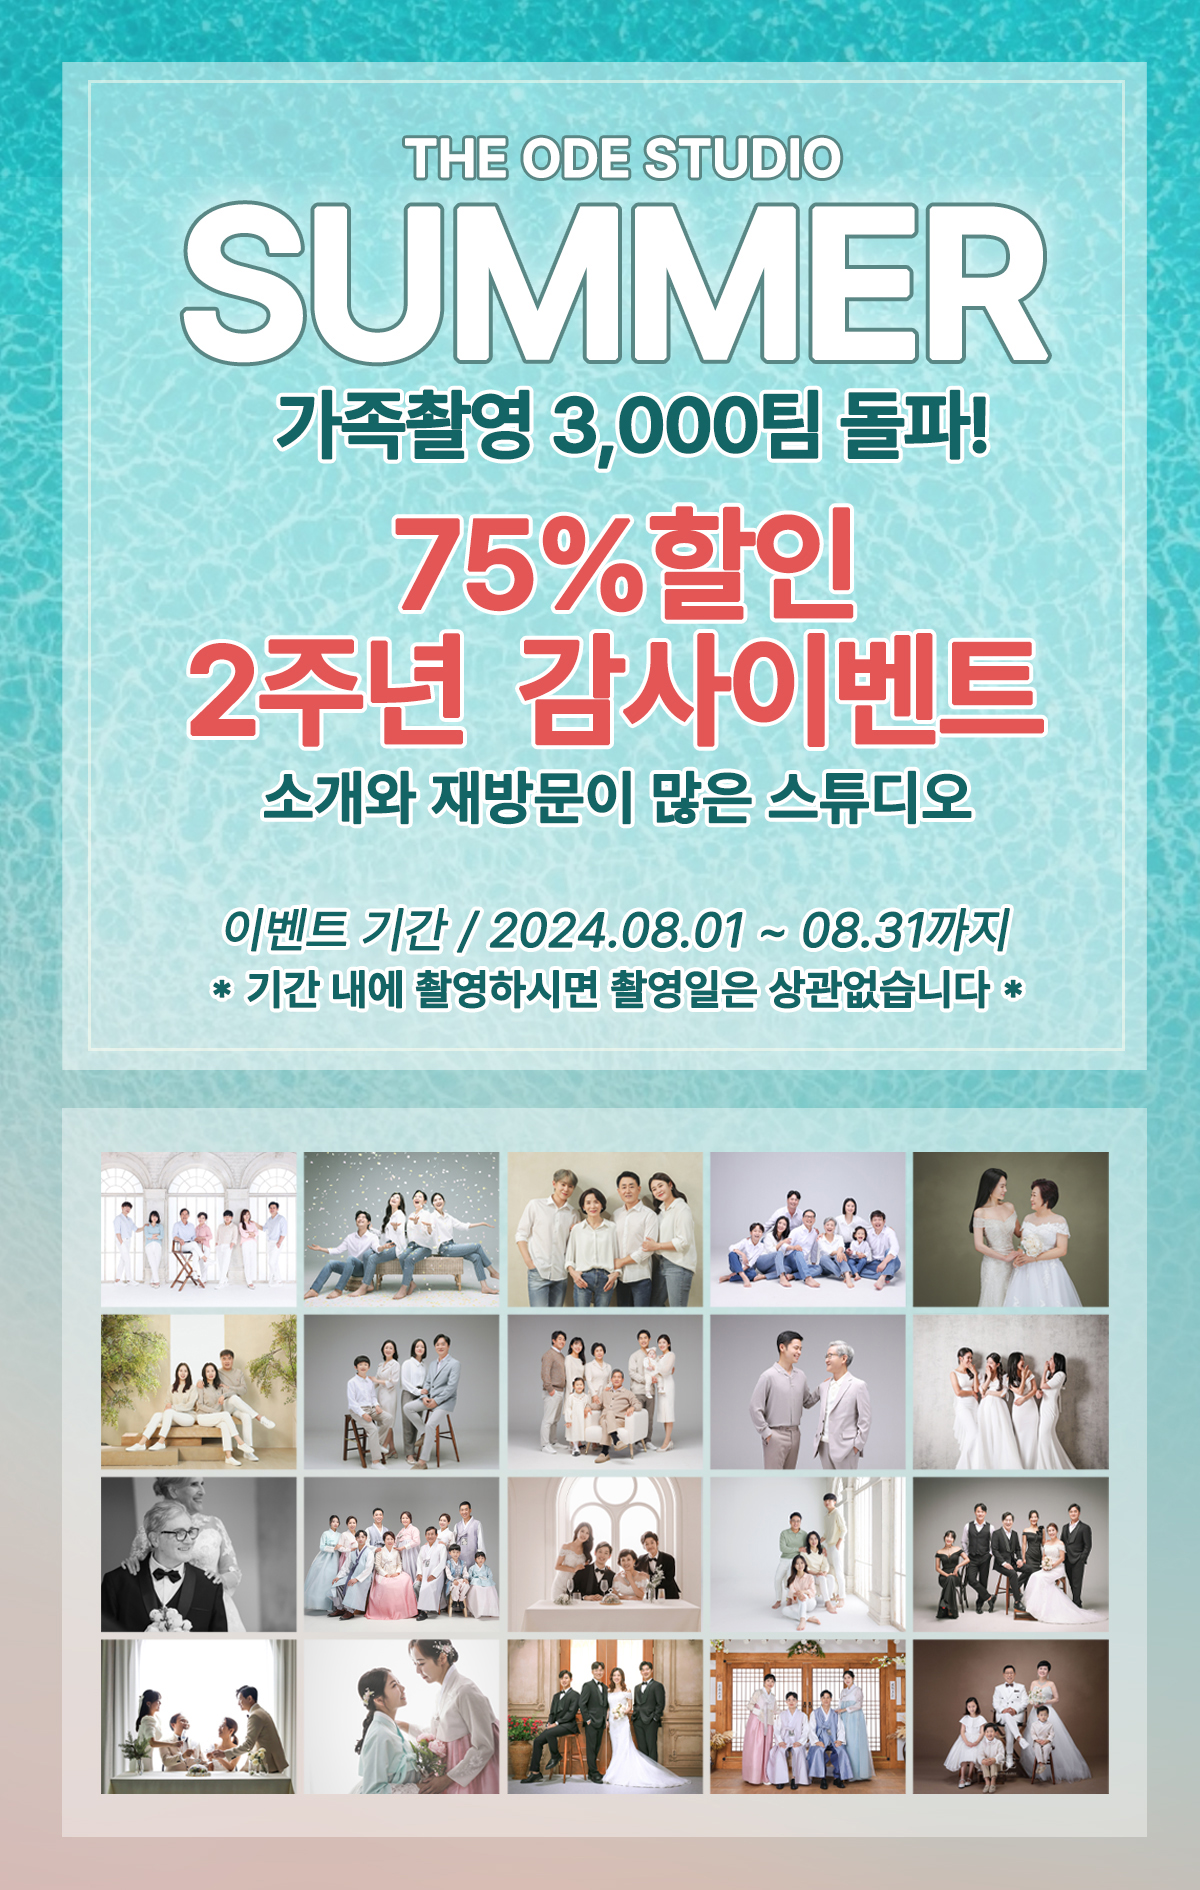 THE ODE STUDIO
SUMMER
가족촬영 3,000팀 돌파!
75%할인
2주년 감사이벤트
소개와 재방문이 많은 스튜디오
이벤트 기간 / 2024.08.01 ~ 08.31까지
* 기간 내에 촬영하시면 촬영일은 상관없습니다 *